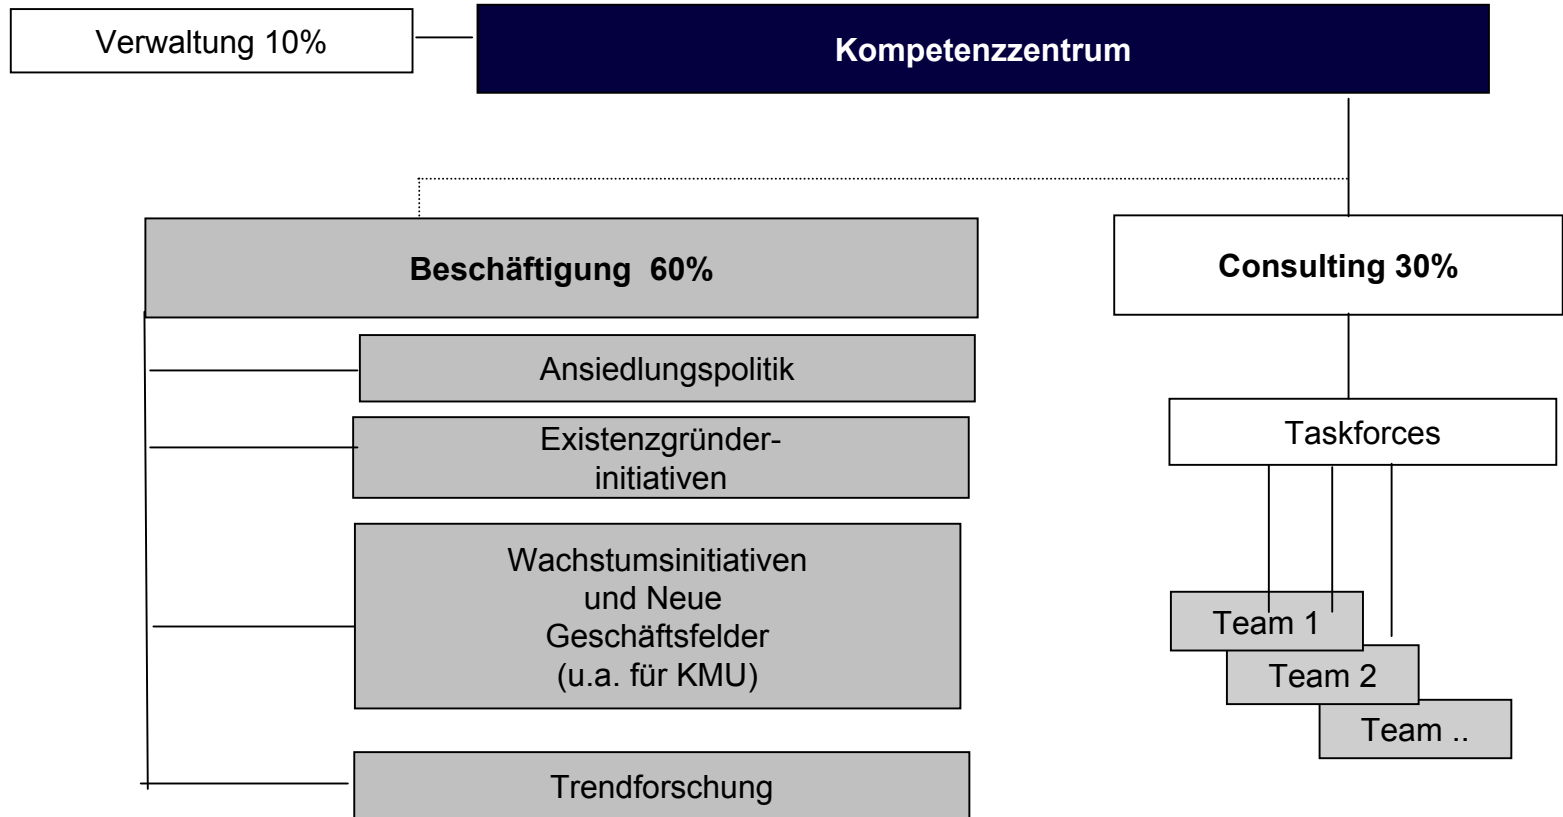 Verwaltung 10%
Kompetenzzentrum
Beschäftigung 60%
Consulting 30%
Ansiedlungspolitik
Existenzgründer-
initiativen
Wachstumsinitiativen
und Neue
Geschäftsfelder
(u.a. für KMU)
Trendforschung
Taskforces
Team 1
Team 2
Team ..